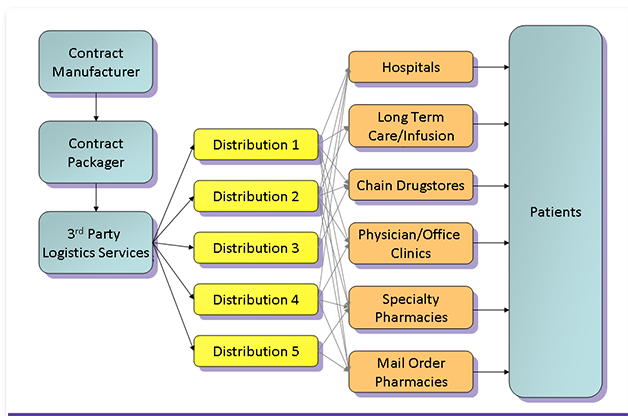 Contract
Manufacturer
Contract
Packager
3rd Party
Logistics Services
Distribution 1
Distribution 2
Distribution 3
Distribution 4
Distribution 5
Hospitals
Long Term
Care/Infusion
Chain Drugstores
Physician/Office
Clinics
Specialty
Pharmacies
Mail Order
Pharmacies
Patients